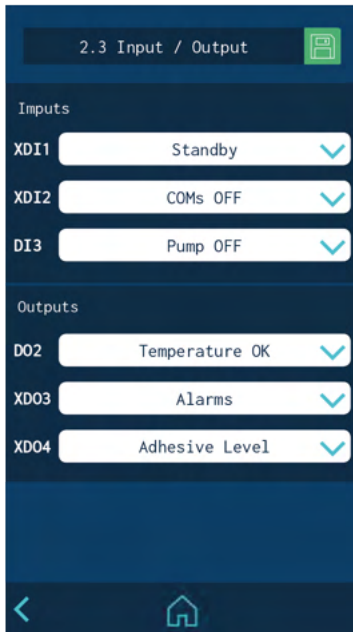 2.3 Input / Output
Imputs
XDI1 Standby
XDI2 COMs OFF
DI3 Pump OFF
Outputs
DO2 Temperature OK
XDO3 Alarms
XDO4 Adhesive Level